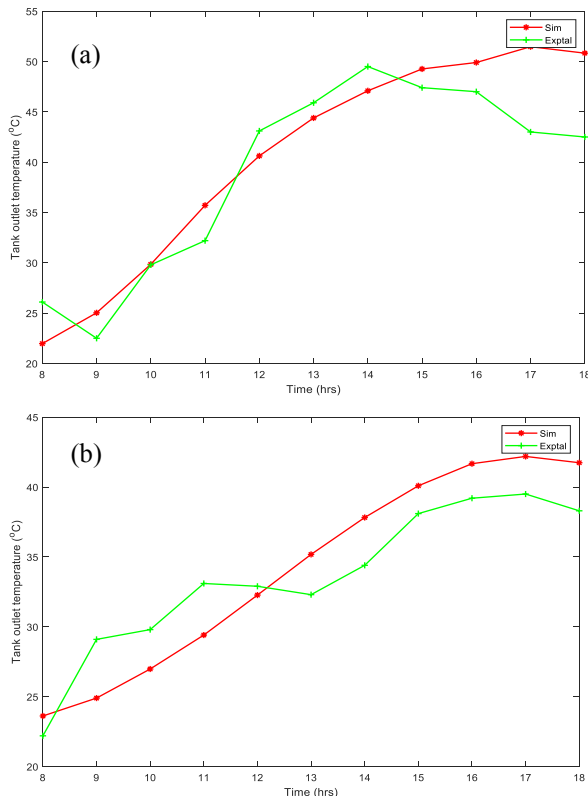 (a)
Sim
Exptal
Tank outlet temperature (°C)
55
50
45
40
35
30
25
20
8 9 10 11 12 13 14 15 16 17 18
Time (hrs)
(b)
Sim
Exptal
Tank outlet temperature (°C)
45
40
35
30
25
20
8 9 10 11 12 13 14 15 16 17 18
Time (hrs)